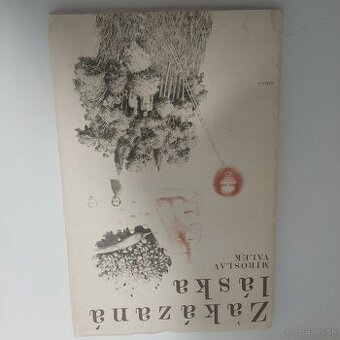 MIROSLAV
VÁLEK
Zakázaná
láska